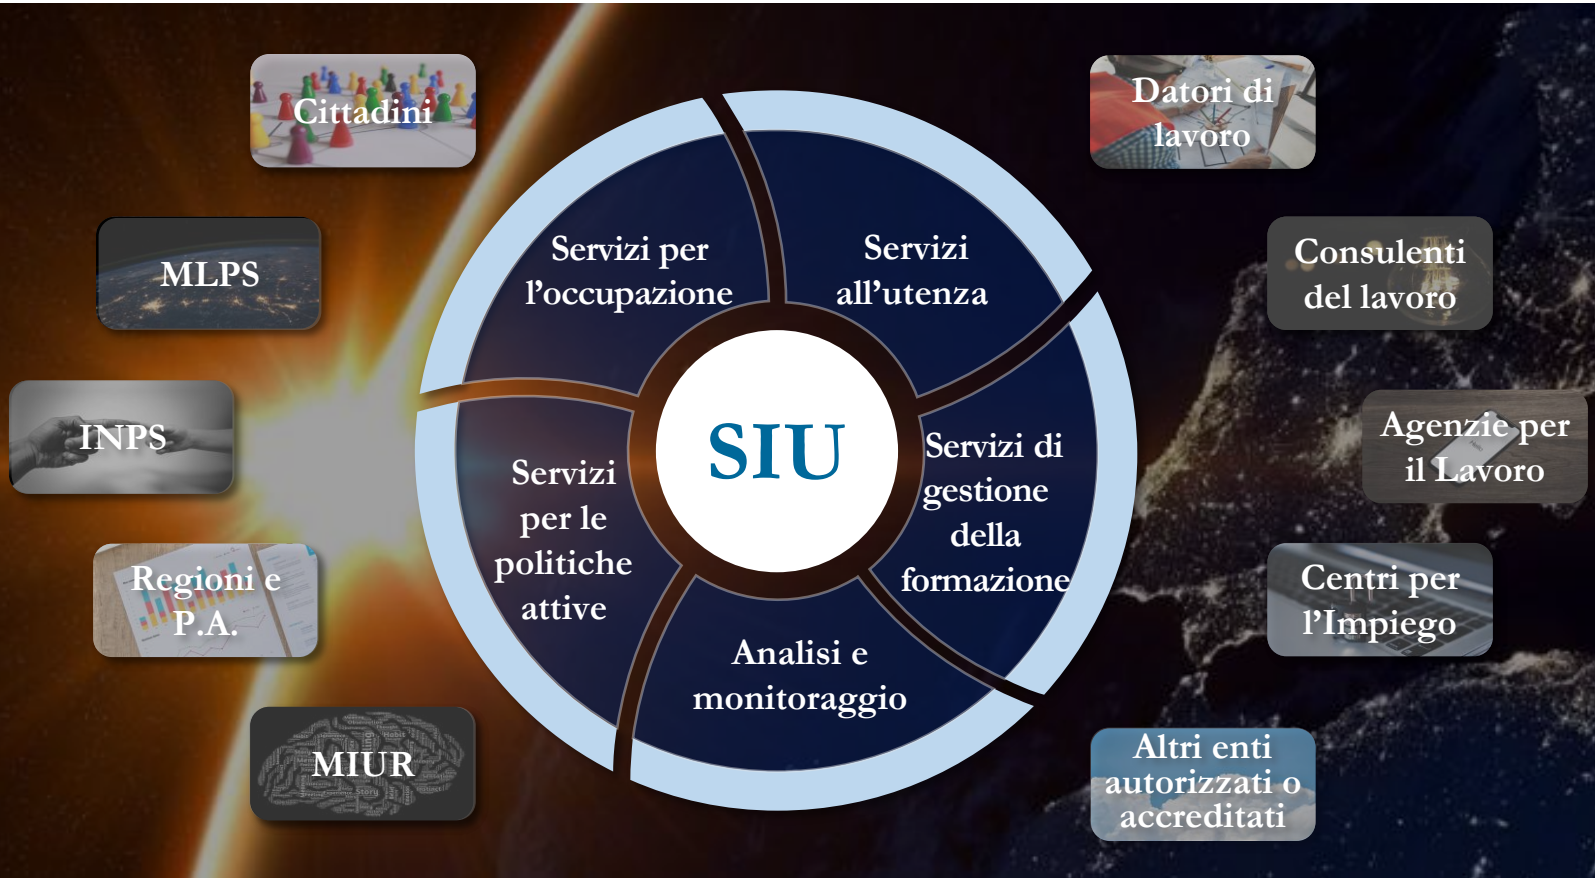 Cittadini
MLPS
INPS
Regioni e
P.A.
MIUR
Servizi per
l’occupazione
Servizi
all’utenza
Servizi
per le
politiche
attive
SIU
Servizi di
gestione
della
formazione
Analisi e
monitoraggio
Datori di
lavoro
Consulenti
del lavoro
Agenzie per
il Lavoro
Centri per
l’Impiego
Altri enti
autorizzati o
accreditati
Habit
Story